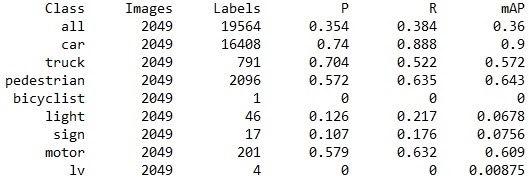 Class Images Labels P R mAP
all 2049 19564 0.354 0.384 0.36
car 2049 16408 0.74 0.888 0.9
truck 2049 791 0.704 0.522 0.572
pedestrian 2049 2096 0.572 0.635 0.643
bicyclist 2049 1 0 0 0
light 2049 46 0.126 0.217 0.0678
sign 2049 17 0.107 0.176 0.0756
motor 2049 201 0.579 0.632 0.609
lv 2049 4 0 0 0.00875